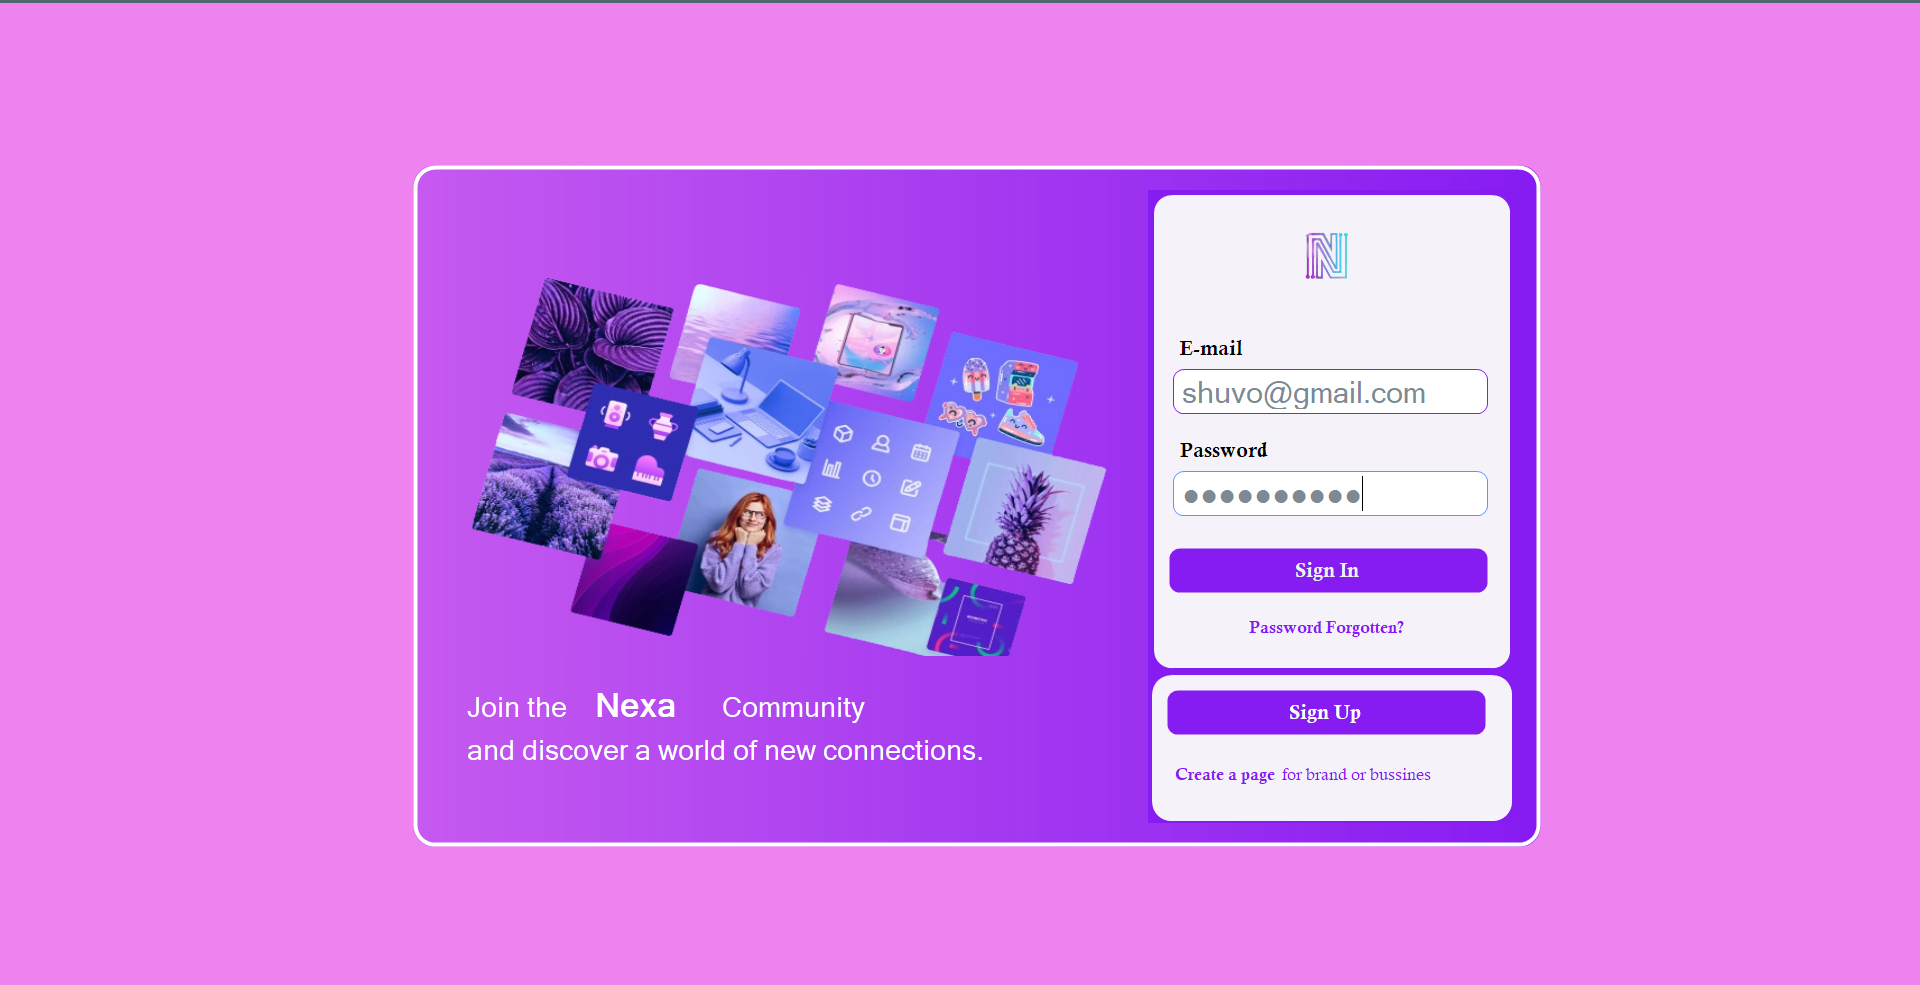 E-mail
shuvo@gmail.com
Password
●●●●●●●●●●
Sign In
Password Forgotten?
Sign Up
Create a page for brand or bussines
Join the Nexa Community
and discover a world of new connections.